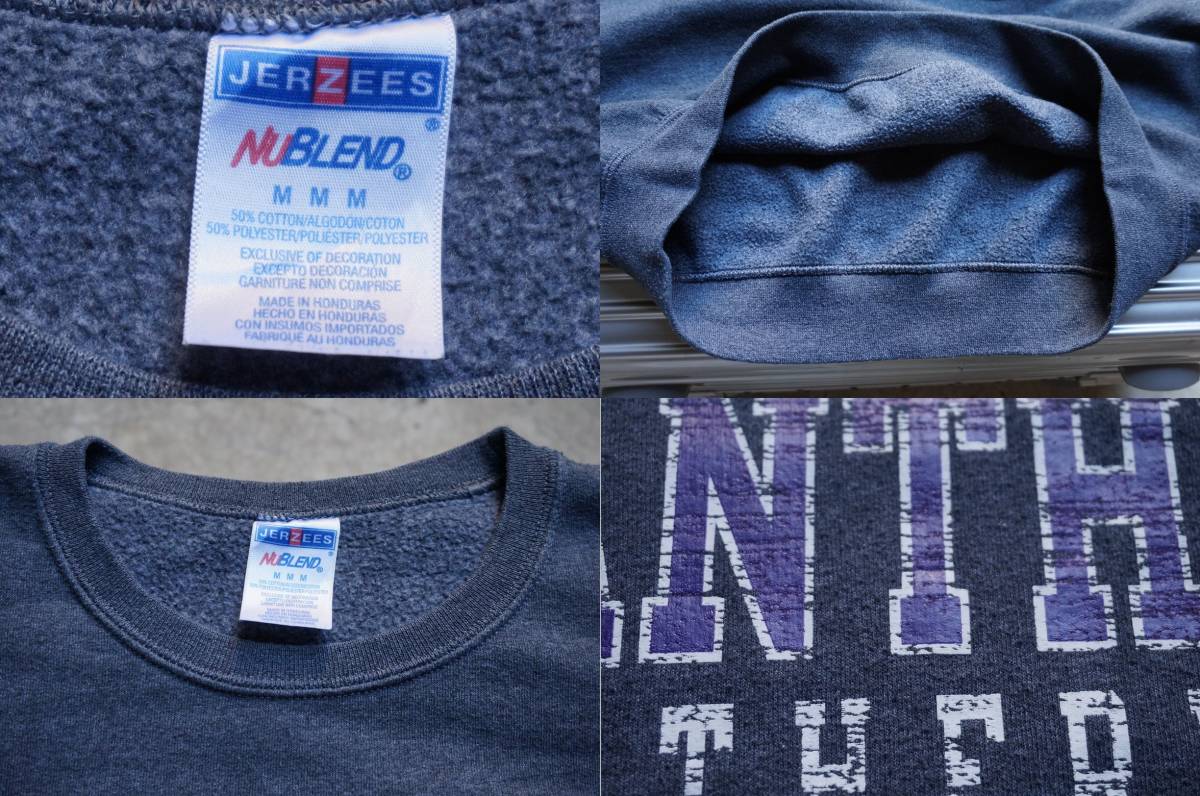 JERZEES
®
NUBLEND®
M M M
50% COTTON/ALGODÓN/COTON
50% POLYESTER/POLIÉSTER/POLYESTER
EXCLUSIVE OF DECORATION
EXCEPTO DECORACIÓN
GARNITURE NON COMPRISE
MADE IN HONDURAS
HECHO EN HONDURAS
CON INSUMOS IMPORTADOS
FABRIQUÉ AU HONDURAS
JERZEES
NUBLEND®
M M M
NTH